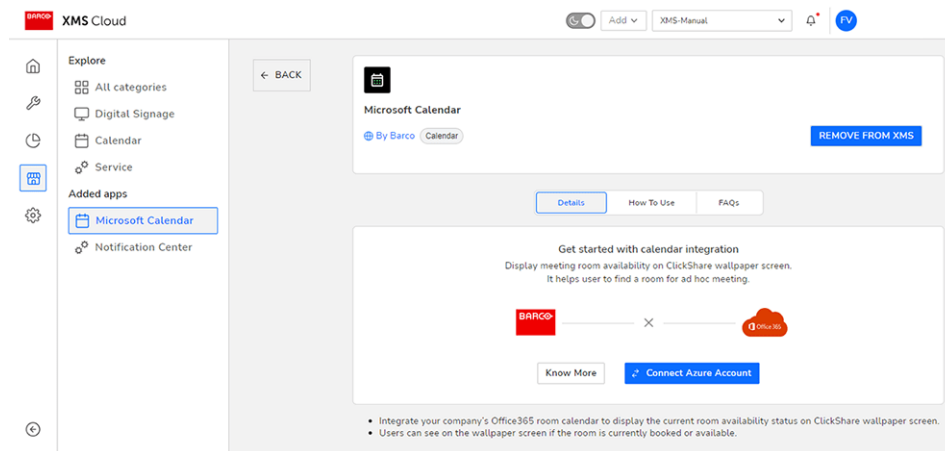 BARCO XMS Cloud
Add
XMS-Manual
FV
Explore
All categories
Digital Signage
Calendar
Service
Added apps
Microsoft Calendar
Notification Center
← BACK
Microsoft Calendar
By Barco Calendar
REMOVE FROM XMS
Details How To Use FAQs
Get started with calendar integration
Display meeting room availability on ClickShare wallpaper screen.
It helps user to find a room for ad hoc meeting.
BARCO
Office 365
Know More Connect Azure Account
• Integrate your company's Office365 room calendar to display the current room availability status on ClickShare wallpaper screen.
• Users can see on the wallpaper screen if the room is currently booked or available.